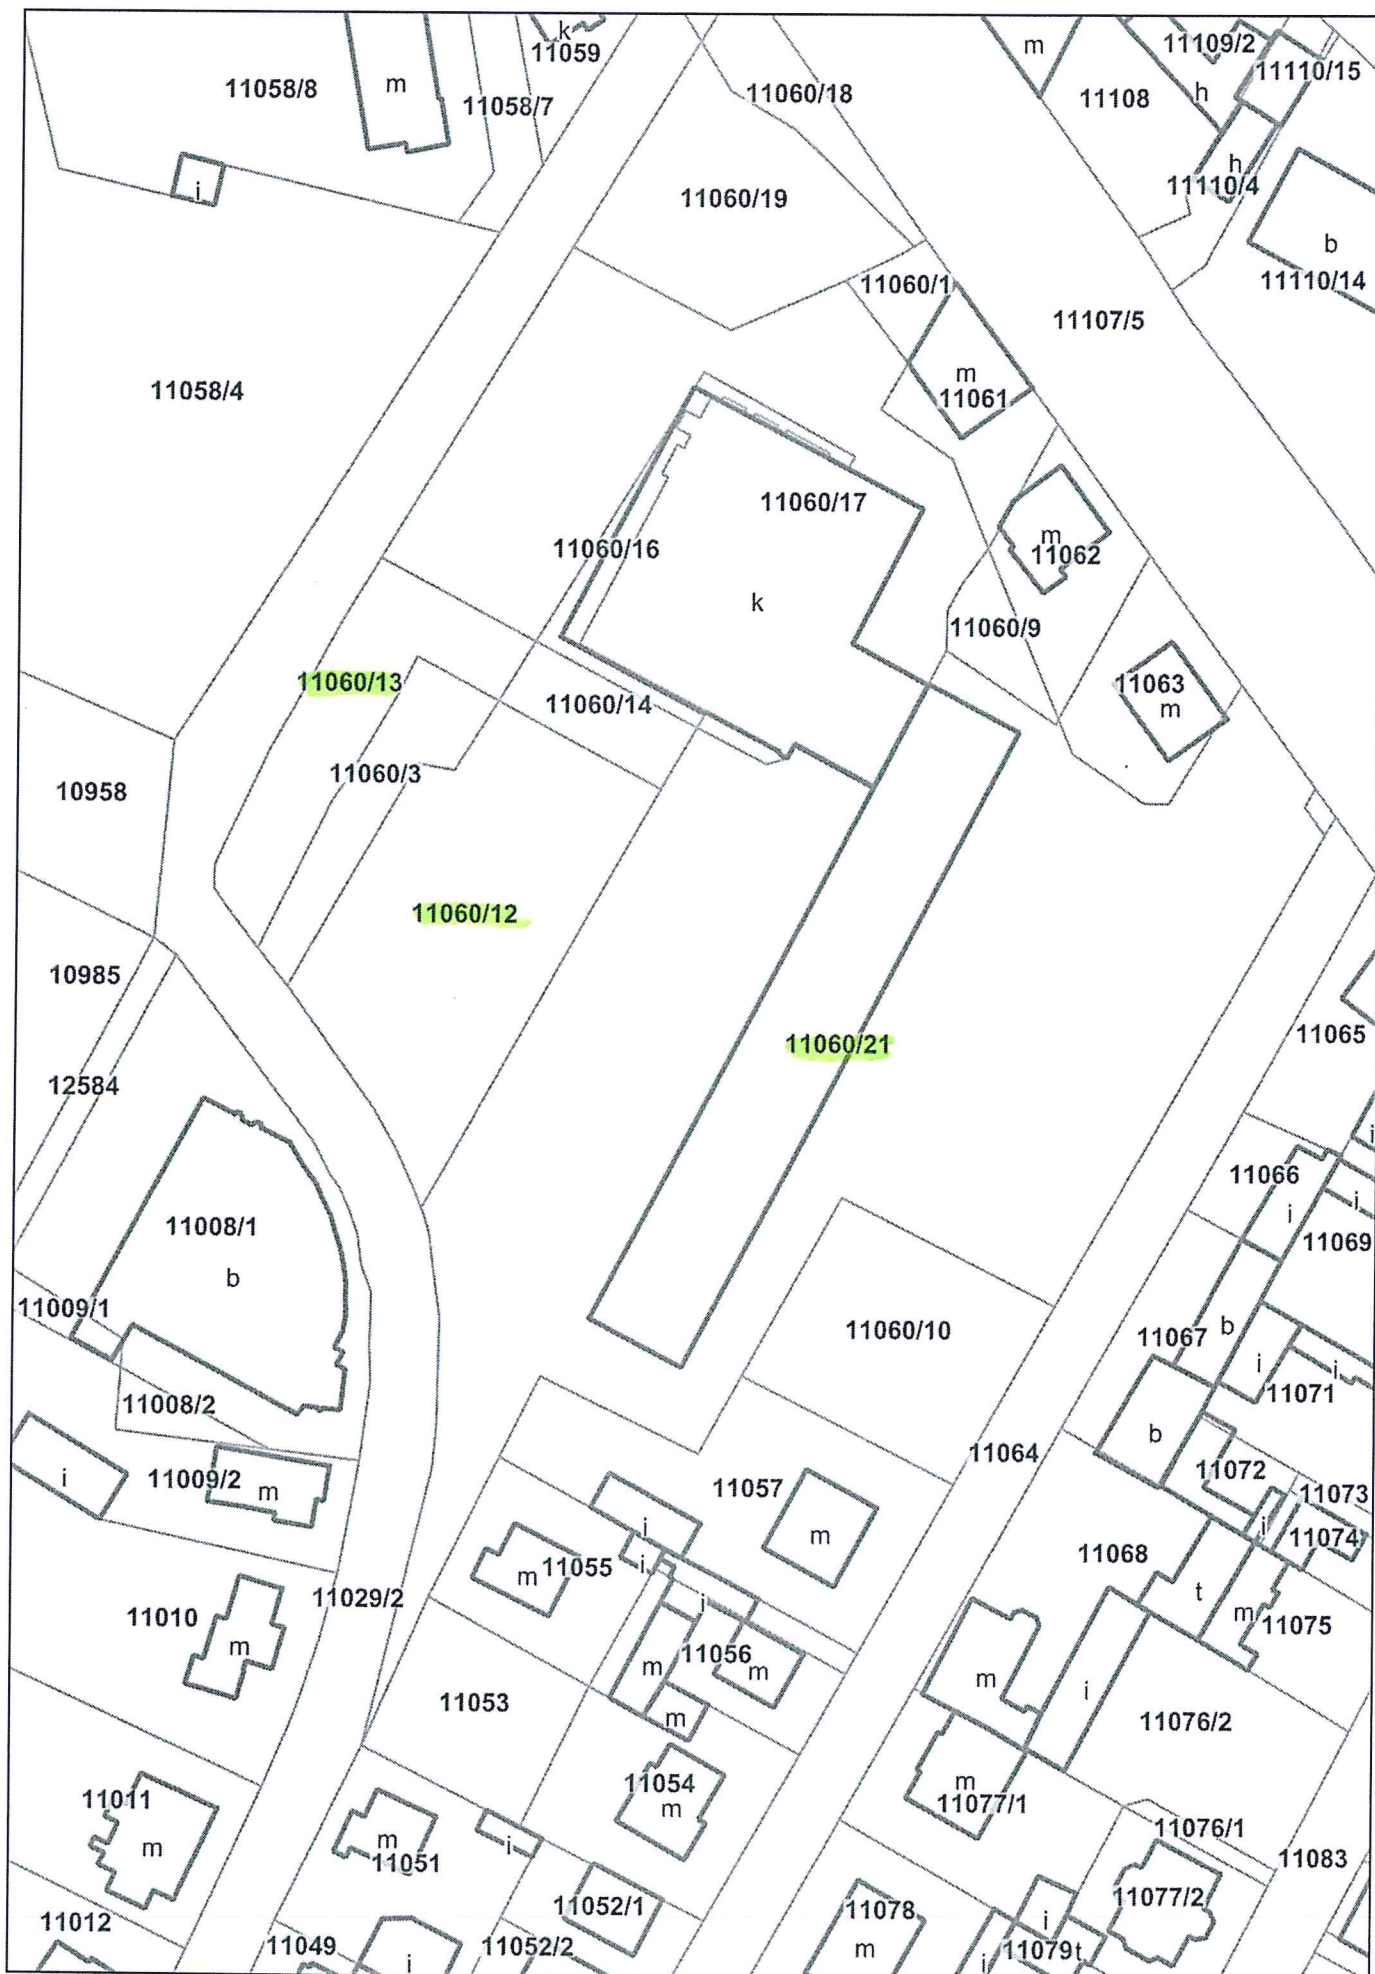 k
11059
m
11109/2
11058/8
m
11058/7
11060/18
11108
h
11110/15
i
11060/19
h
11110/4
b
11060/1
11110/14
11107/5
11058/4
m
11061
11060/17
11060/16
m
11062
k
11060/9
11060/13
11060/14
11063
m
11060/3
10958
11060/12
10985
11060/21
11065
12584
i
11066
i
i
11008/1
11069
b
11009/1
11060/10
11067
b
i
i
11071
11008/2
b
11064
i
11009/2
m
11057
11072
11073
i
m
i
11074
i
11055
m
11068
11029/2
i
t
m
11075
11010
m
11056
m
m
m
i
11053
m
11076/2
11054
m
m
11077/1
11011
m
m
11051
i
11076/1
11083
11052/1
11077/2
11078
11012
i
11049
11052/2
m
11079
t
i
i